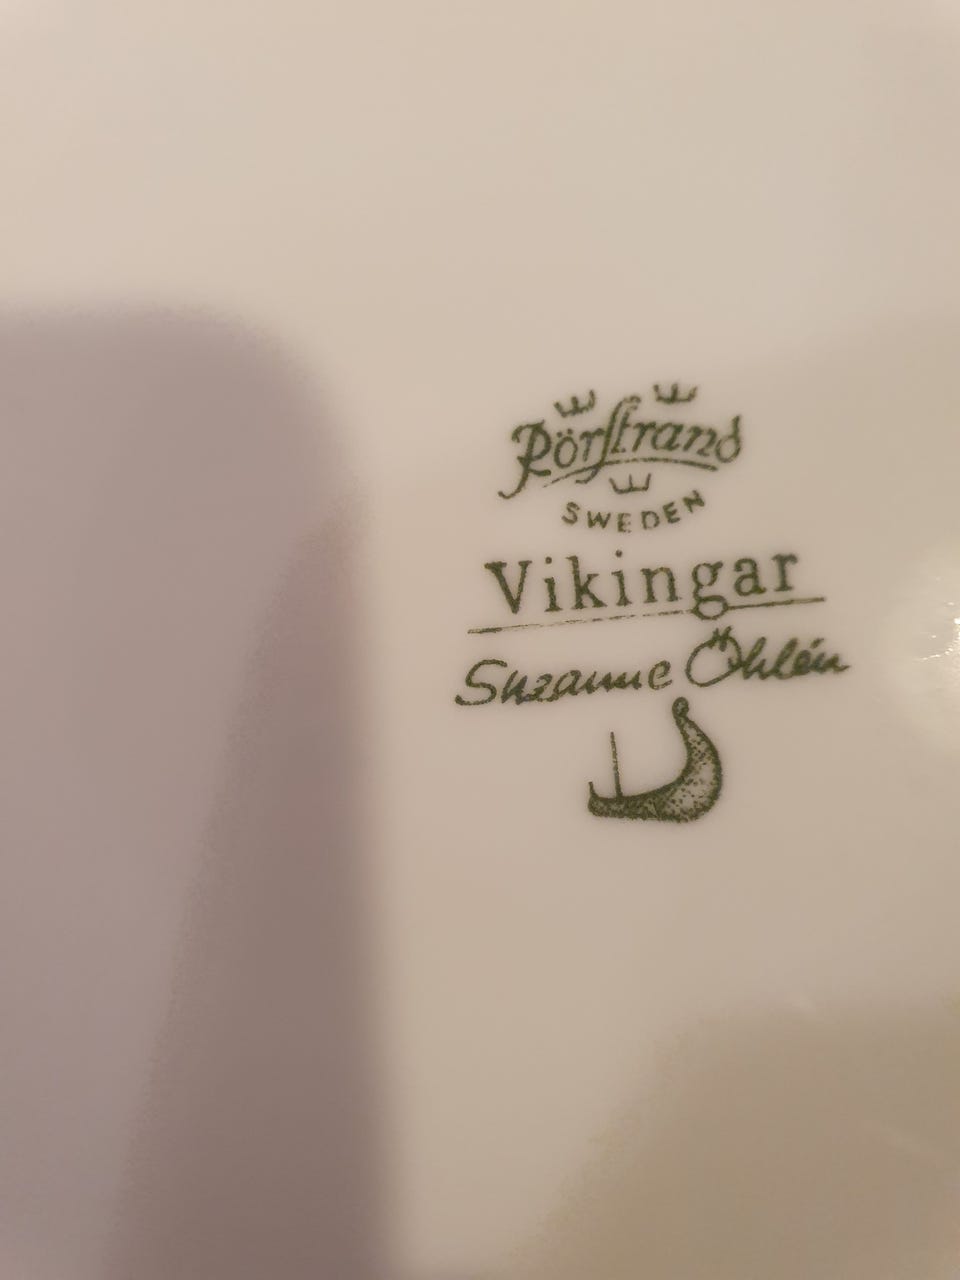 Rörstrand
SWEDEN
Vikingar
Suzanne Öhlén